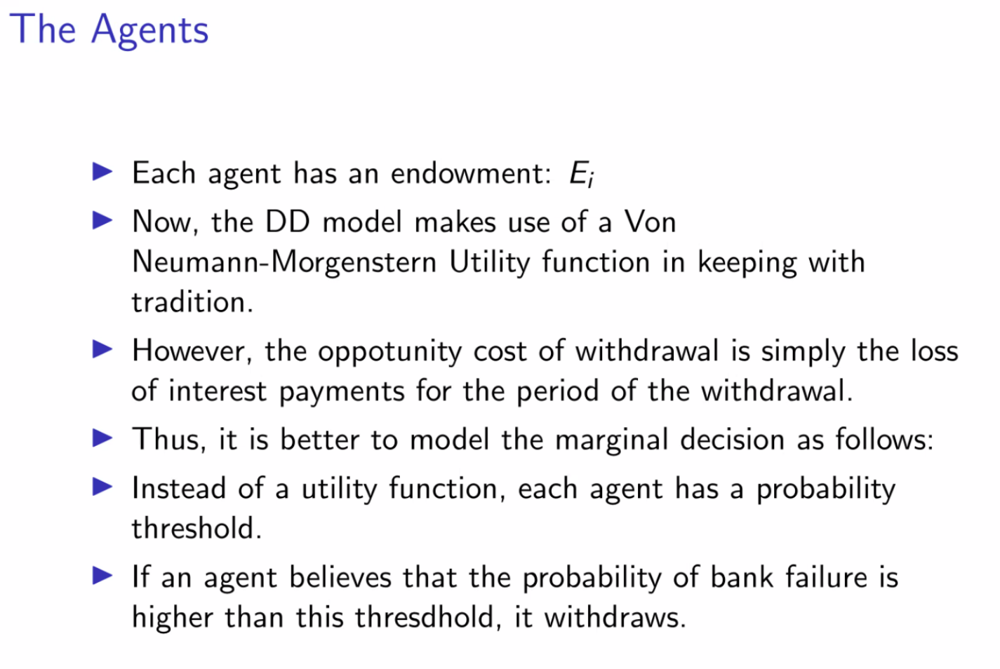 The Agents
▶ Each agent has an endowment: E_i
▶ Now, the DD model makes use of a Von
Neumann-Morgenstern Utility function in keeping with
tradition.
▶ However, the oppotunity cost of withdrawal is simply the loss
of interest payments for the period of the withdrawal.
▶ Thus, it is better to model the marginal decision as follows:
▶ Instead of a utility function, each agent has a probability
threshold.
▶ If an agent believes that the probability of bank failure is
higher than this thresdhold, it withdraws.